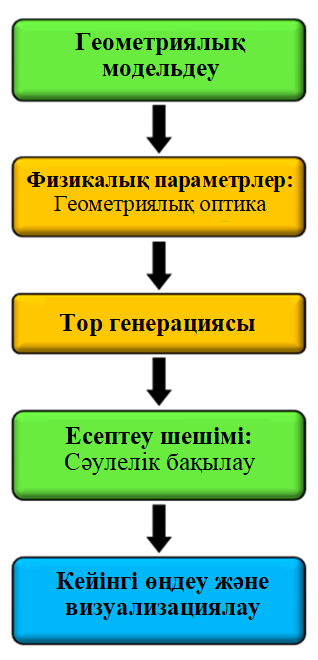 Геометриялық
модельдеу
Физикалық параметрлер:
Геометриялық оптика
Тор генерациясы
Есептеу шешімі:
Сәулелік бақылау
Кейінгі өңдеу және
визуализациялау